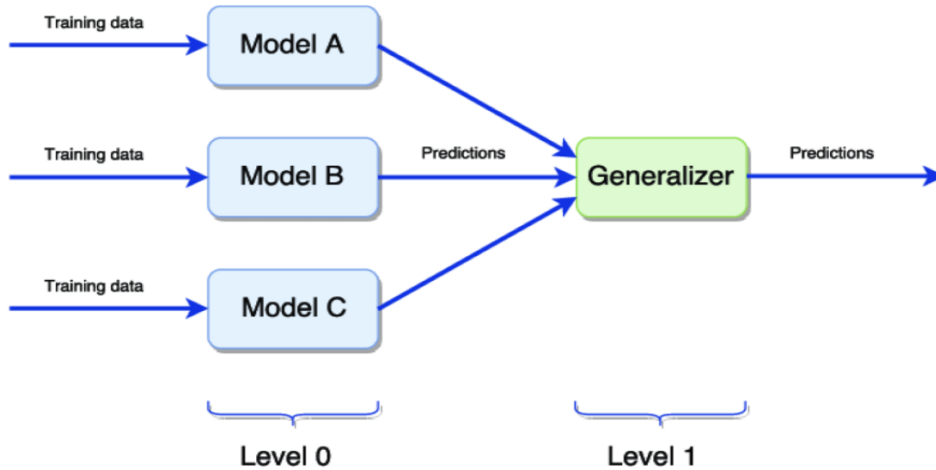 Training data
Model A
Training data
Model B
Predictions
Generalizer
Predictions
Training data
Model C
Level 0
Level 1